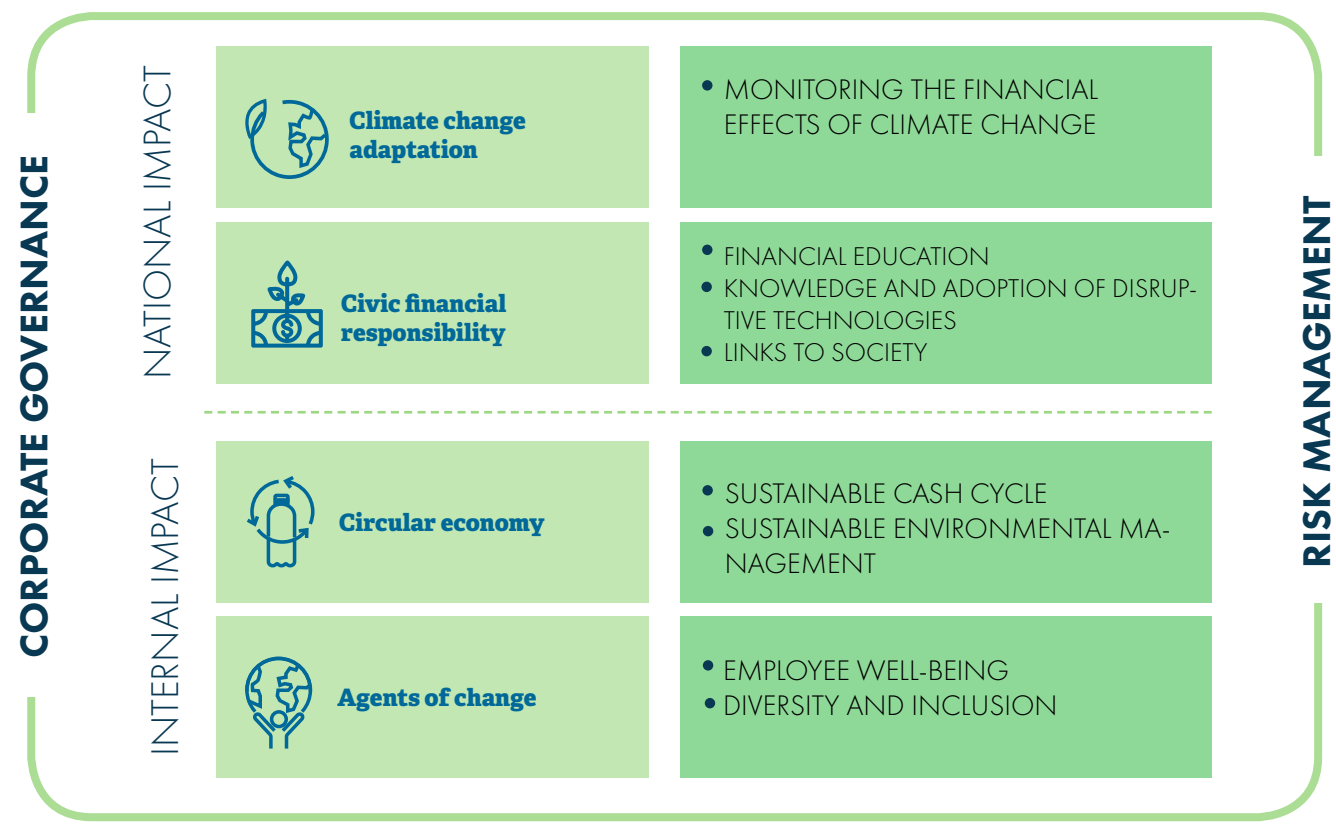 CORPORATE GOVERNANCE
NATIONAL IMPACT
Climate change
adaptation
• MONITORING THE FINANCIAL
EFFECTS OF CLIMATE CHANGE
Civic financial
responsibility
• FINANCIAL EDUCATION
• KNOWLEDGE AND ADOPTION OF DISRUP-
TIVE TECHNOLOGIES
• LINKS TO SOCIETY
INTERNAL IMPACT
Circular economy
• SUSTAINABLE CASH CYCLE
• SUSTAINABLE ENVIRONMENTAL MA-
NAGEMENT
Agents of change
• EMPLOYEE WELL-BEING
• DIVERSITY AND INCLUSION
RISK MANAGEMENT
$